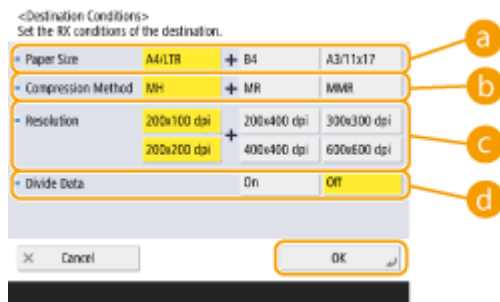 <Destination Conditions>
Set the RX conditions of the destination.
a
Paper Size A4/LTR + B4 A3/11x17
b
Compression Method MH + MR MMR
Resolution 200x100 dpi + 200x400 dpi 300x300 dpi
c
200x200 dpi 400x400 dpi 600x600 dpi
Divide Data On Off
d
× Cancel OK